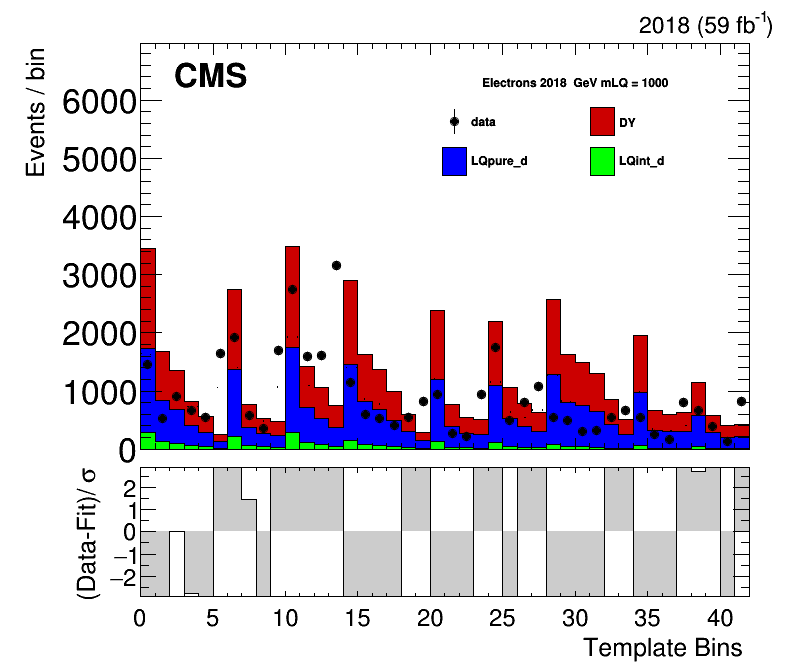 2018 (59 fb-1)
Events / bin
CMS
Electrons 2018 GeV mLQ = 1000
data
DY
LQpure_d
LQint_d
6000
5000
4000
3000
2000
1000
0
(Data-Fit)/ σ
2
1
0
−1
−2
0 5 10 15 20 25 30 35 40
Template Bins